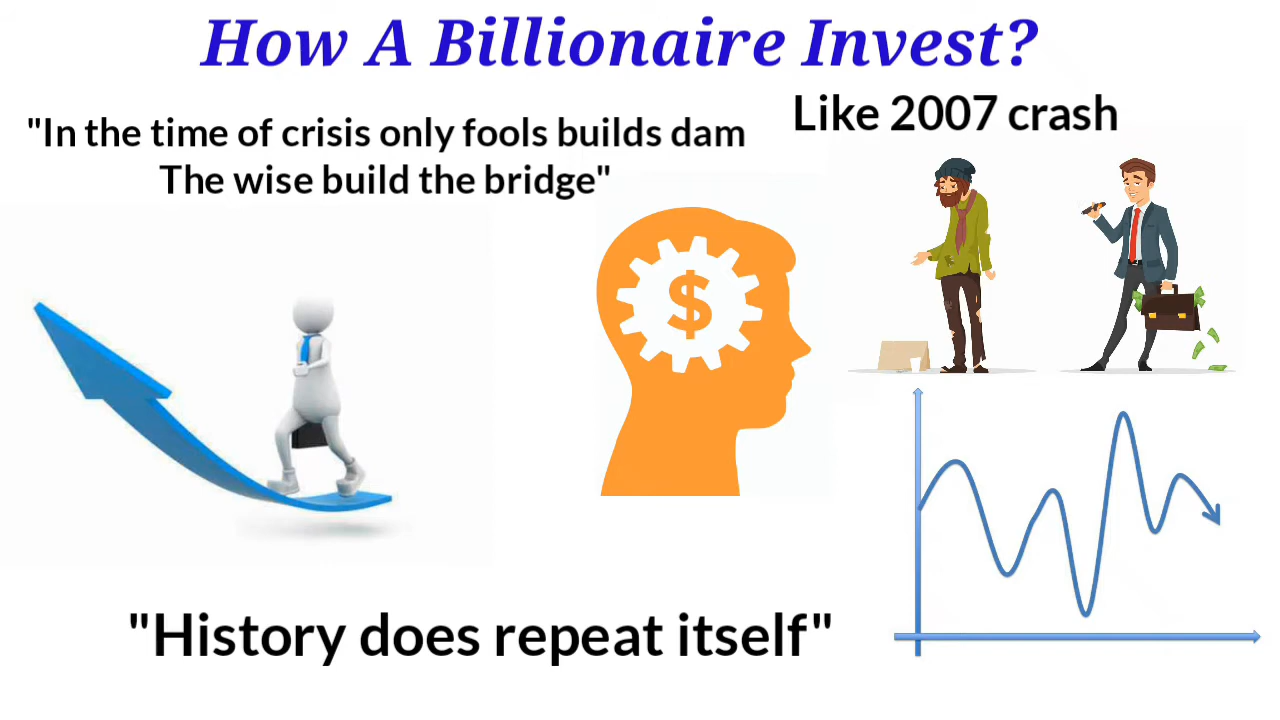 How A Billionaire Invest?
"In the time of crisis only fools builds dam
The wise build the bridge"
Like 2007 crash
$
"History does repeat itself"